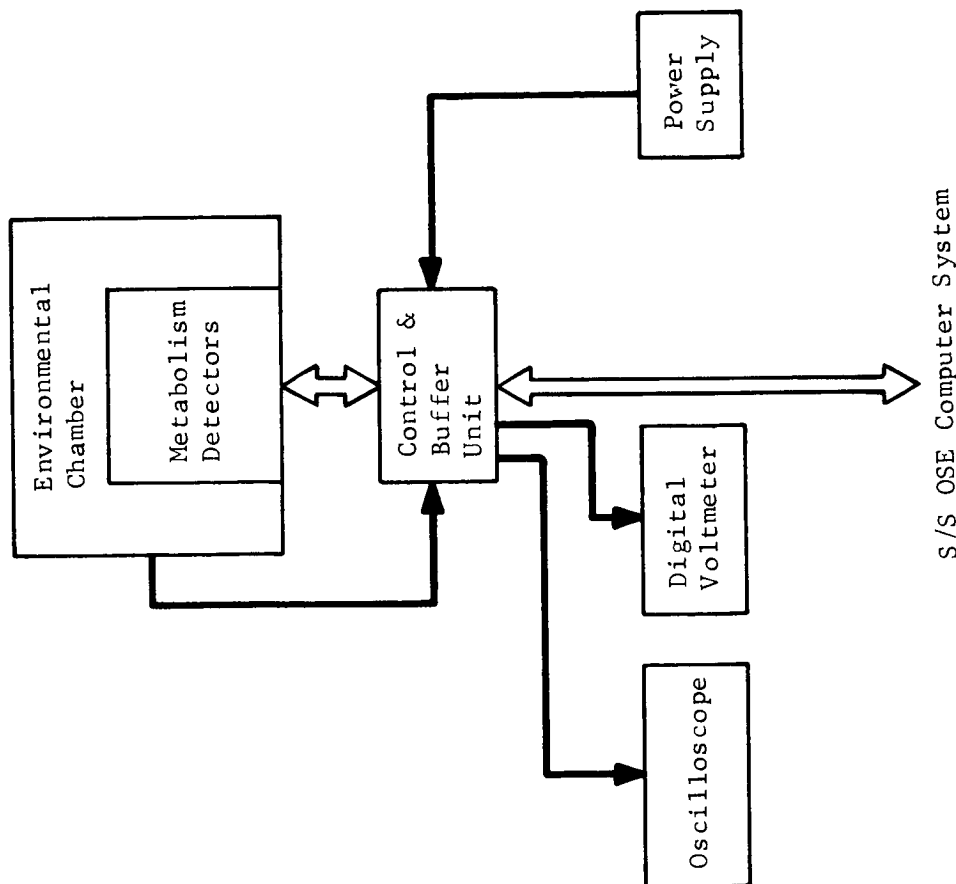 Environmental
Chamber
Metabolism
Detectors
Control &
Buffer
Unit
Power
Supply
Digital
Voltmeter
Oscilloscope
S/S OSE Computer System